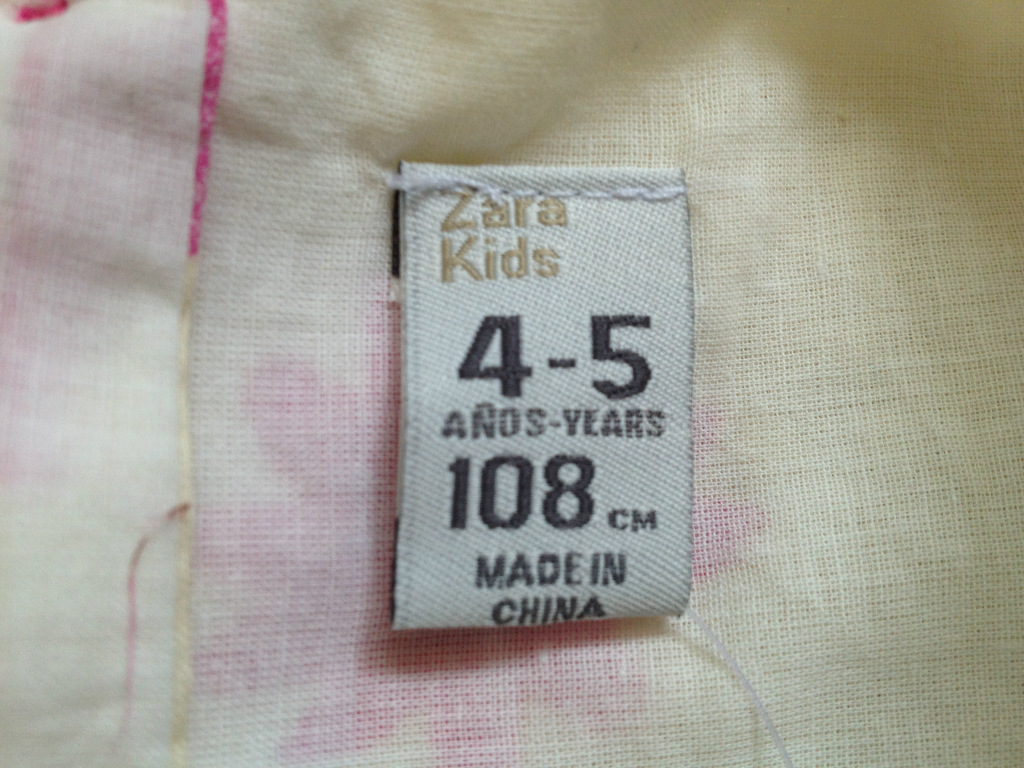 Zara
Kids
4-5
AÑOS-YEARS
108 CM
MADE IN
CHINA